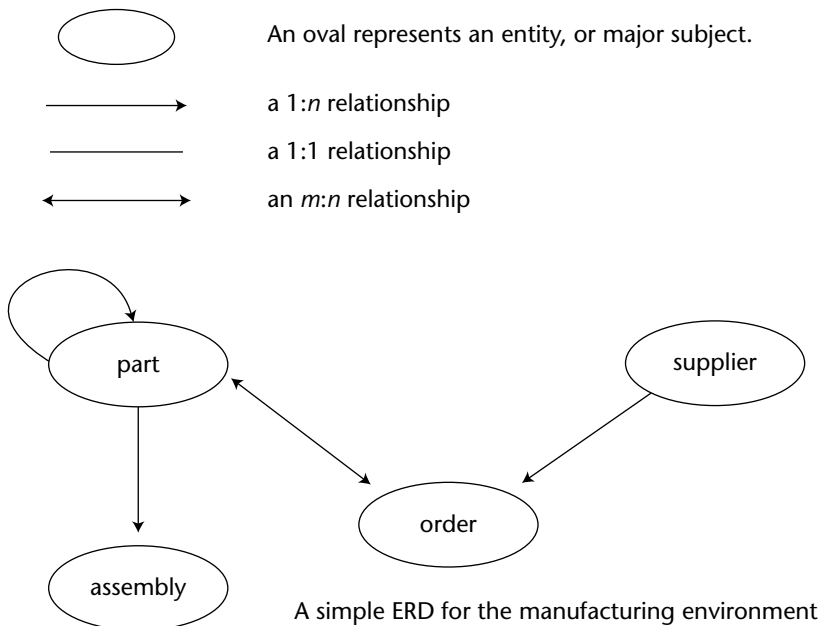 An oval represents an entity, or major subject.
a 1:n relationship
a 1:1 relationship
an m:n relationship
part
supplier
order
assembly
A simple ERD for the manufacturing environment